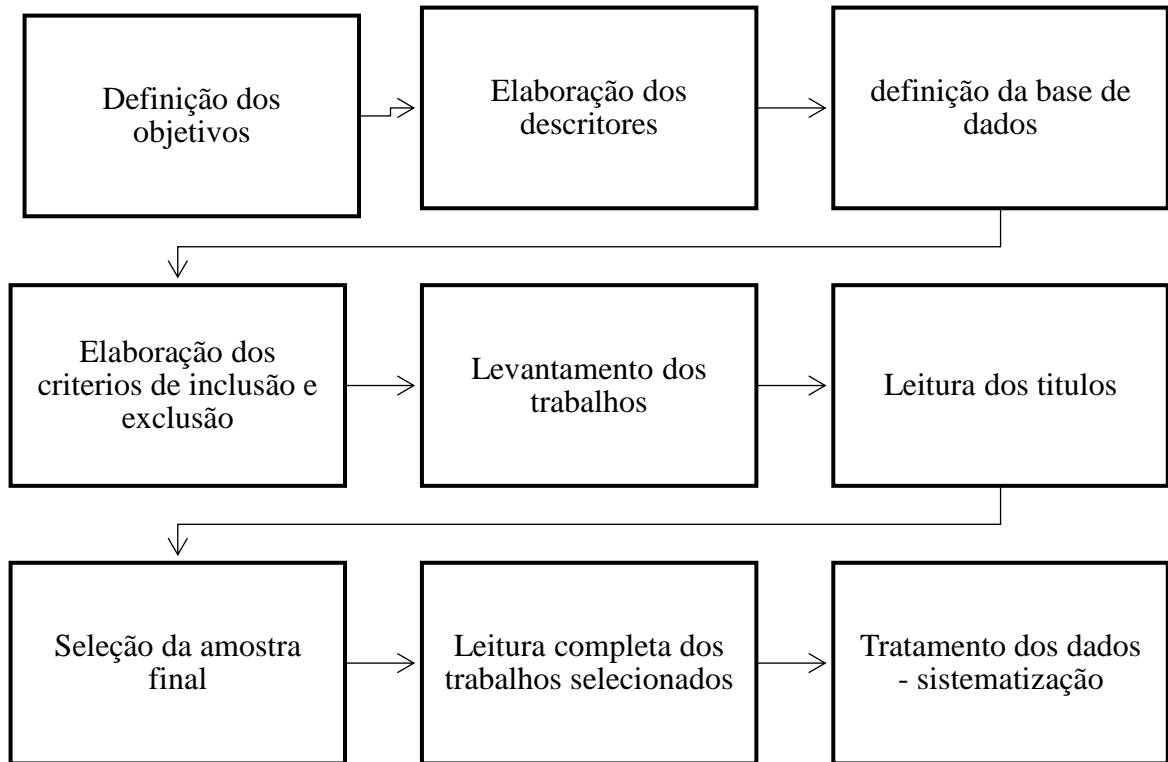 Definição dos
objetivos
Elaboração dos
descritores
definição da base de
dados
Elaboração dos
criterios de inclusão e
exclusão
Levantamento dos
trabalhos
Leitura dos titulos
Seleção da amostra
final
Leitura completa dos
trabalhos selecionados
Tratamento dos dados
- sistematização